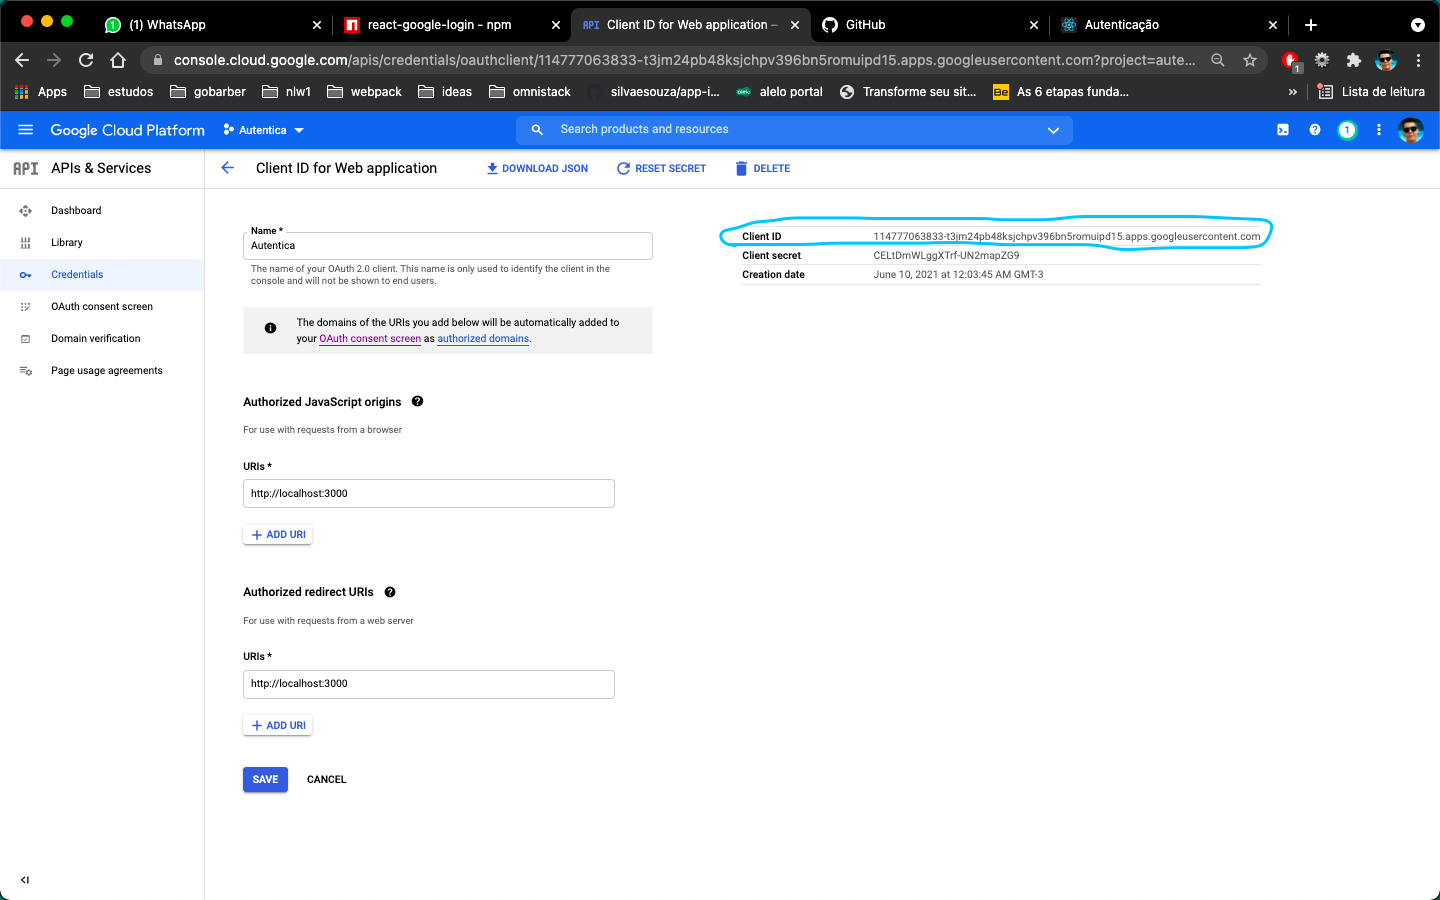 (1) WhatsApp
react-google-login - npm
Client ID for Web application –
GitHub
Autenticação
console.cloud.google.com/apis/credentials/oauthclient/114777063833-t3jm24pb48ksjchpv396bn5romuipd15.apps.googleusercontent.com?project=aute...
Apps
estudos
gobarber
nlw1
webpack
ideas
omnistack
silvaesouza/app-i...
alelo portal
Transforme seu sit...
Be
As 6 etapas funda...
»
Lista de leitura
Google Cloud Platform
Autentica
Search products and resources
1
API
APIs & Services
Client ID for Web application
DOWNLOAD JSON
RESET SECRET
DELETE
Dashboard
Library
Credentials
OAuth consent screen
Domain verification
Page usage agreements
Name *
Autentica
The name of your OAuth 2.0 client. This name is only used to identify the client in the
console and will not be shown to end users.
The domains of the URIs you add below will be automatically added to
your OAuth consent screen as authorized domains.
Authorized JavaScript origins
For use with requests from a browser
URIs *
http://localhost:3000
ADD URI
Authorized redirect URIs
For use with requests from a web server
URIs *
http://localhost:3000
ADD URI
SAVE
CANCEL
Client ID 114777063833-t3jm24pb48ksjchpv396bn5romuipd15.apps.googleusercontent.com
Client secret CELtDmWLggXTrf-UN2mapZG9
Creation date June 10, 2021 at 12:03:45 AM GMT-3